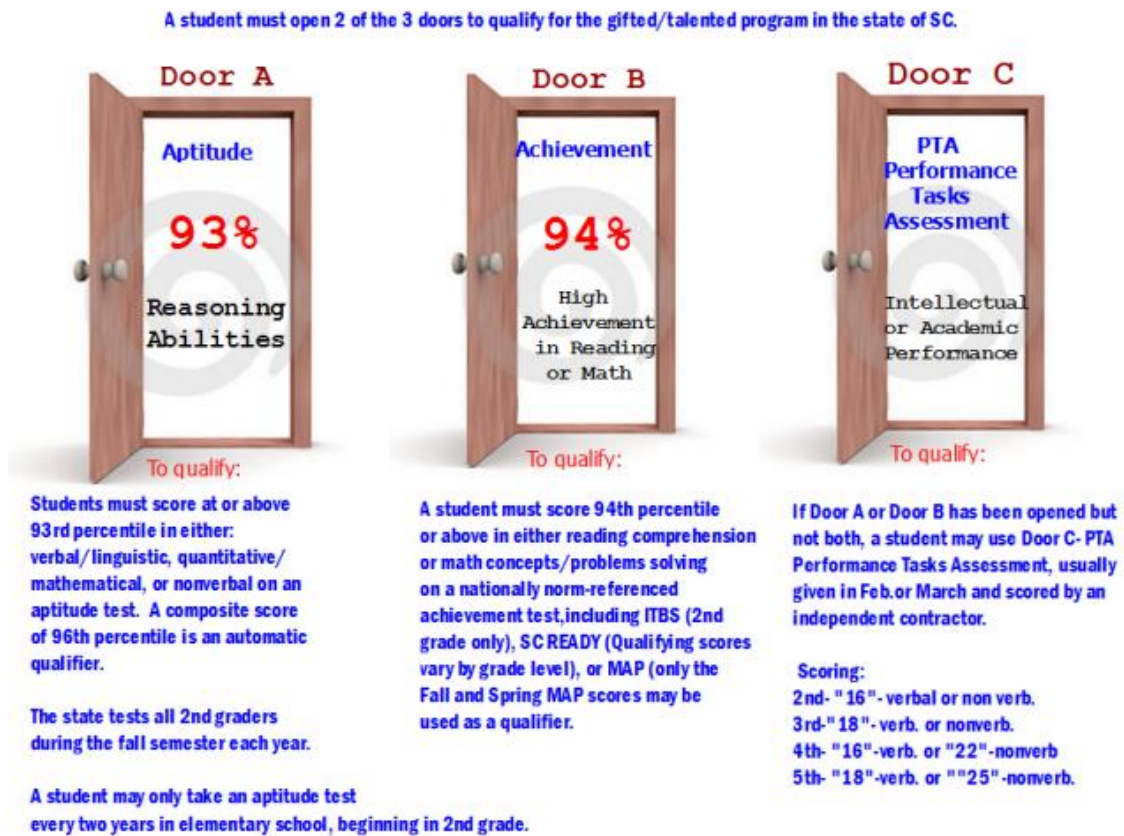 A student must open 2 of the 3 doors to qualify for the gifted/talented program in the state of SC.
Door A
Aptitude
93%
Reasoning
Abilities
To qualify:
Students must score at or above
93rd percentile in either:
verbal/linguistic, quantitative/
mathematical, or nonverbal on an
aptitude test. A composite score
of 96th percentile is an automatic
qualifier.
The state tests all 2nd graders
during the fall semester each year.
A student may only take an aptitude test
every two years in elementary school, beginning in 2nd grade.
Door B
Achievement
94%
High
Achievement
in Reading
or Math
To qualify:
A student must score 94th percentile
or above in either reading comprehension
or math concepts/problems solving
on a nationally norm-referenced
achievement test,including ITBS (2nd
grade only), SC READY (Qualifying scores
vary by grade level), or MAP (only the
Fall and Spring MAP scores may be
used as a qualifier.
Door C
PTA
Performance
Tasks
Assessment
Intellectual
or Academic
Performance
To qualify:
If Door A or Door B has been opened but
not both, a student may use Door C- PTA
Performance Tasks Assessment, usually
given in Feb.or March and scored by an
independent contractor.
Scoring:
2nd- "16"- verbal or non verb.
3rd-"18"- verb. or nonverb.
4th- "16"-verb. or "22"-nonverb
5th- "18"-verb. or ""25"-nonverb.